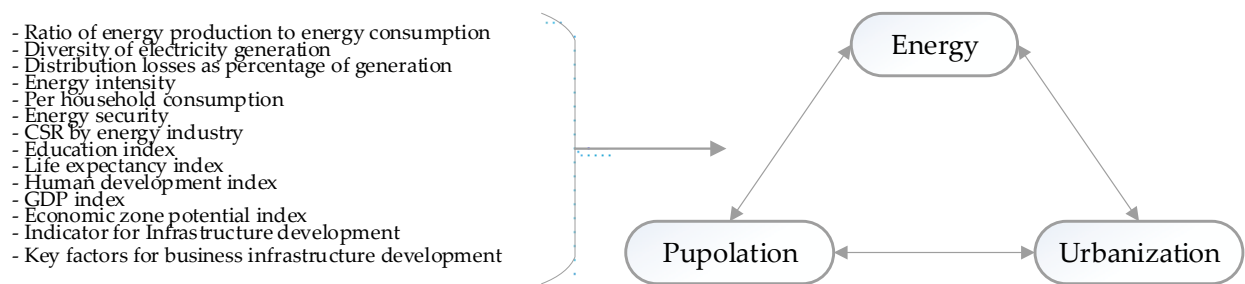 - Ratio of energy production to energy consumption
- Diversity of electricity generation
- Distribution losses as percentage of generation
- Energy intensity
- Per household consumption
- Energy security
- CSR by energy industry
- Education index
- Life expectancy index
- Human development index
- GDP index
- Economic zone potential index
- Indicator for Infrastructure development
- Key factors for business infrastructure development
Energy
Pupolation
Urbanization